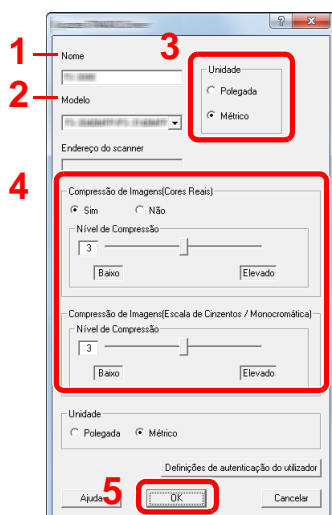 1
Nome
3
Unidade
Polegada
2
Modelo
Métrico
Endereço do scanner
4
Compressão de Imagens(Cores Reais)
Sim Não
Nível de Compressão
3
Baixo Elevado
Compressão de Imagens(Escala de Cinzentos / Monocromática)
Nível de Compressão
3
Baixo Elevado
Unidade
Polegada Métrico
Definições de autenticação do utilizador
5
Ajuda OK Cancelar